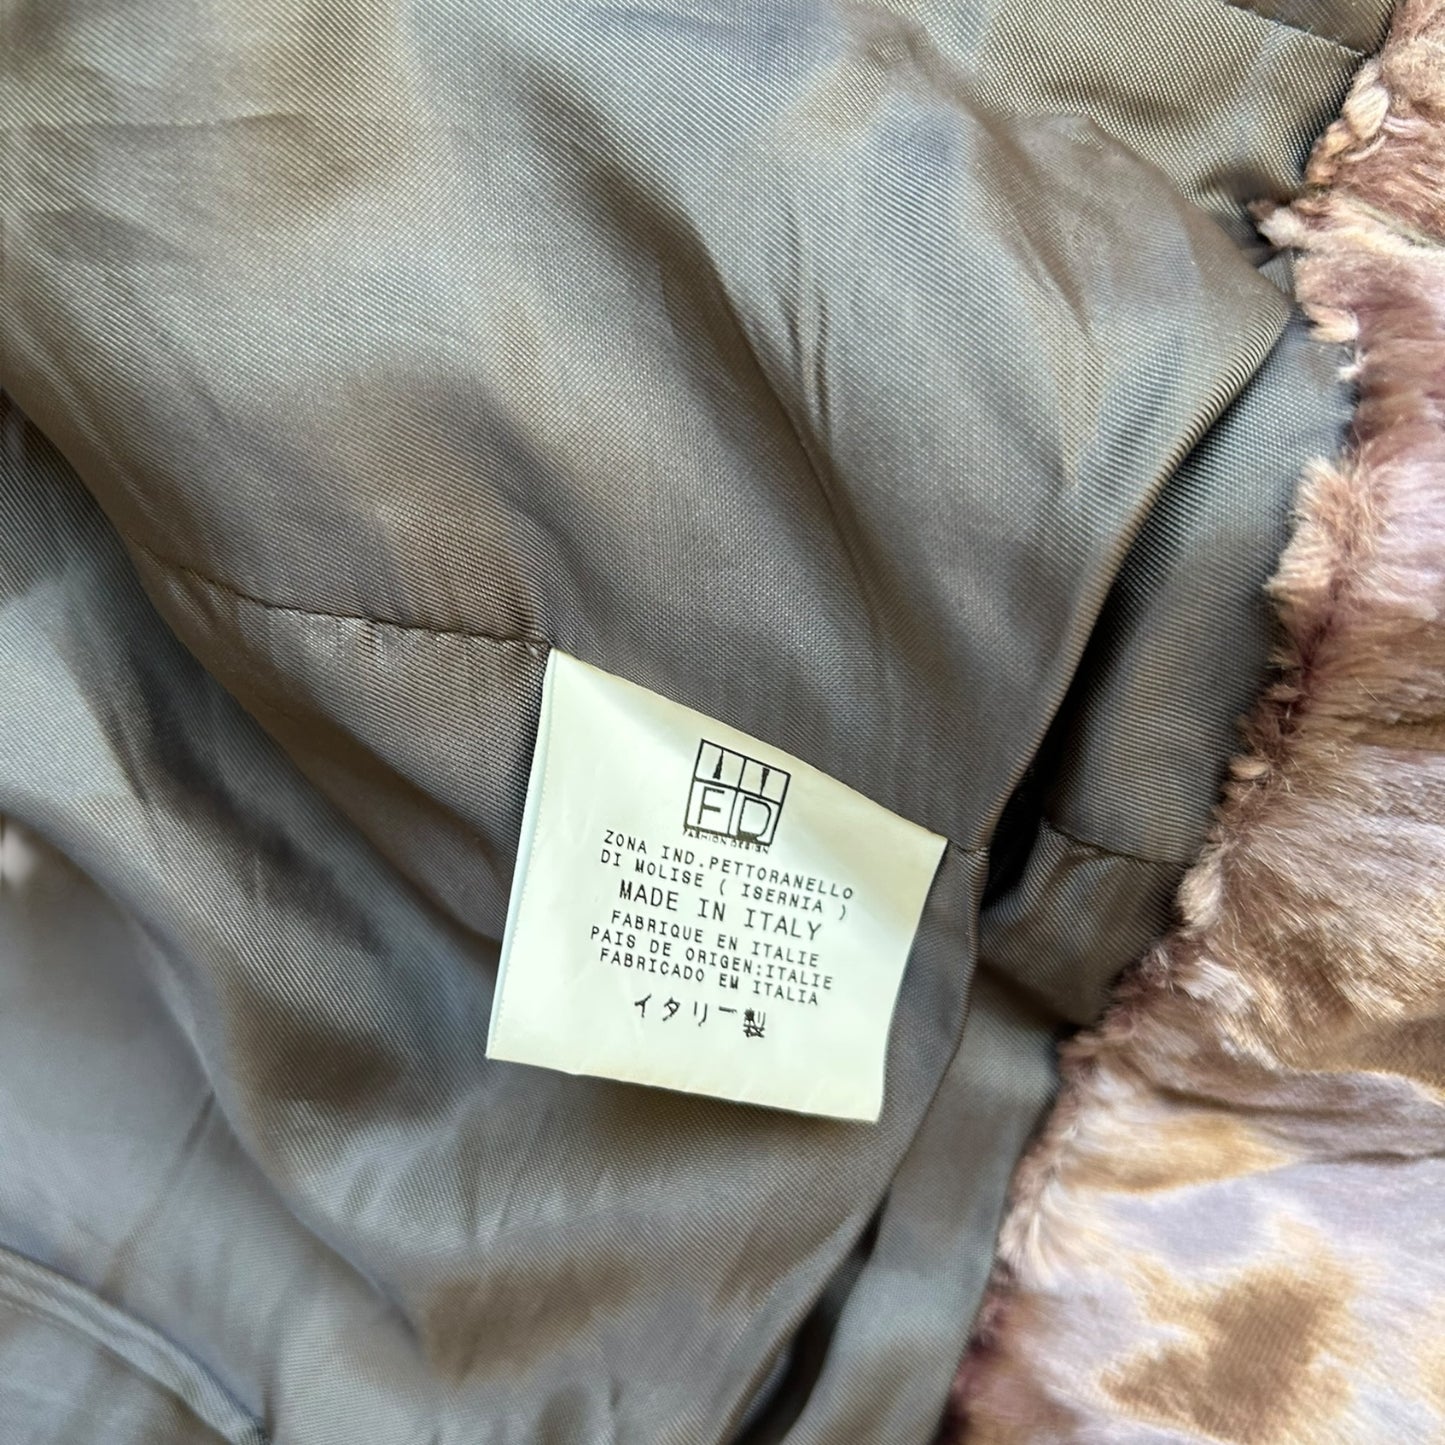 FD
FASHION DESIGN
ZONA IND.PETTORANELLO
DI MOLISE ( ISERNIA )
MADE IN ITALY
FABRIQUE EN ITALIE
PAIS DE ORIGEN:ITALIE
FABRICADO EM ITALIA
イタリー製